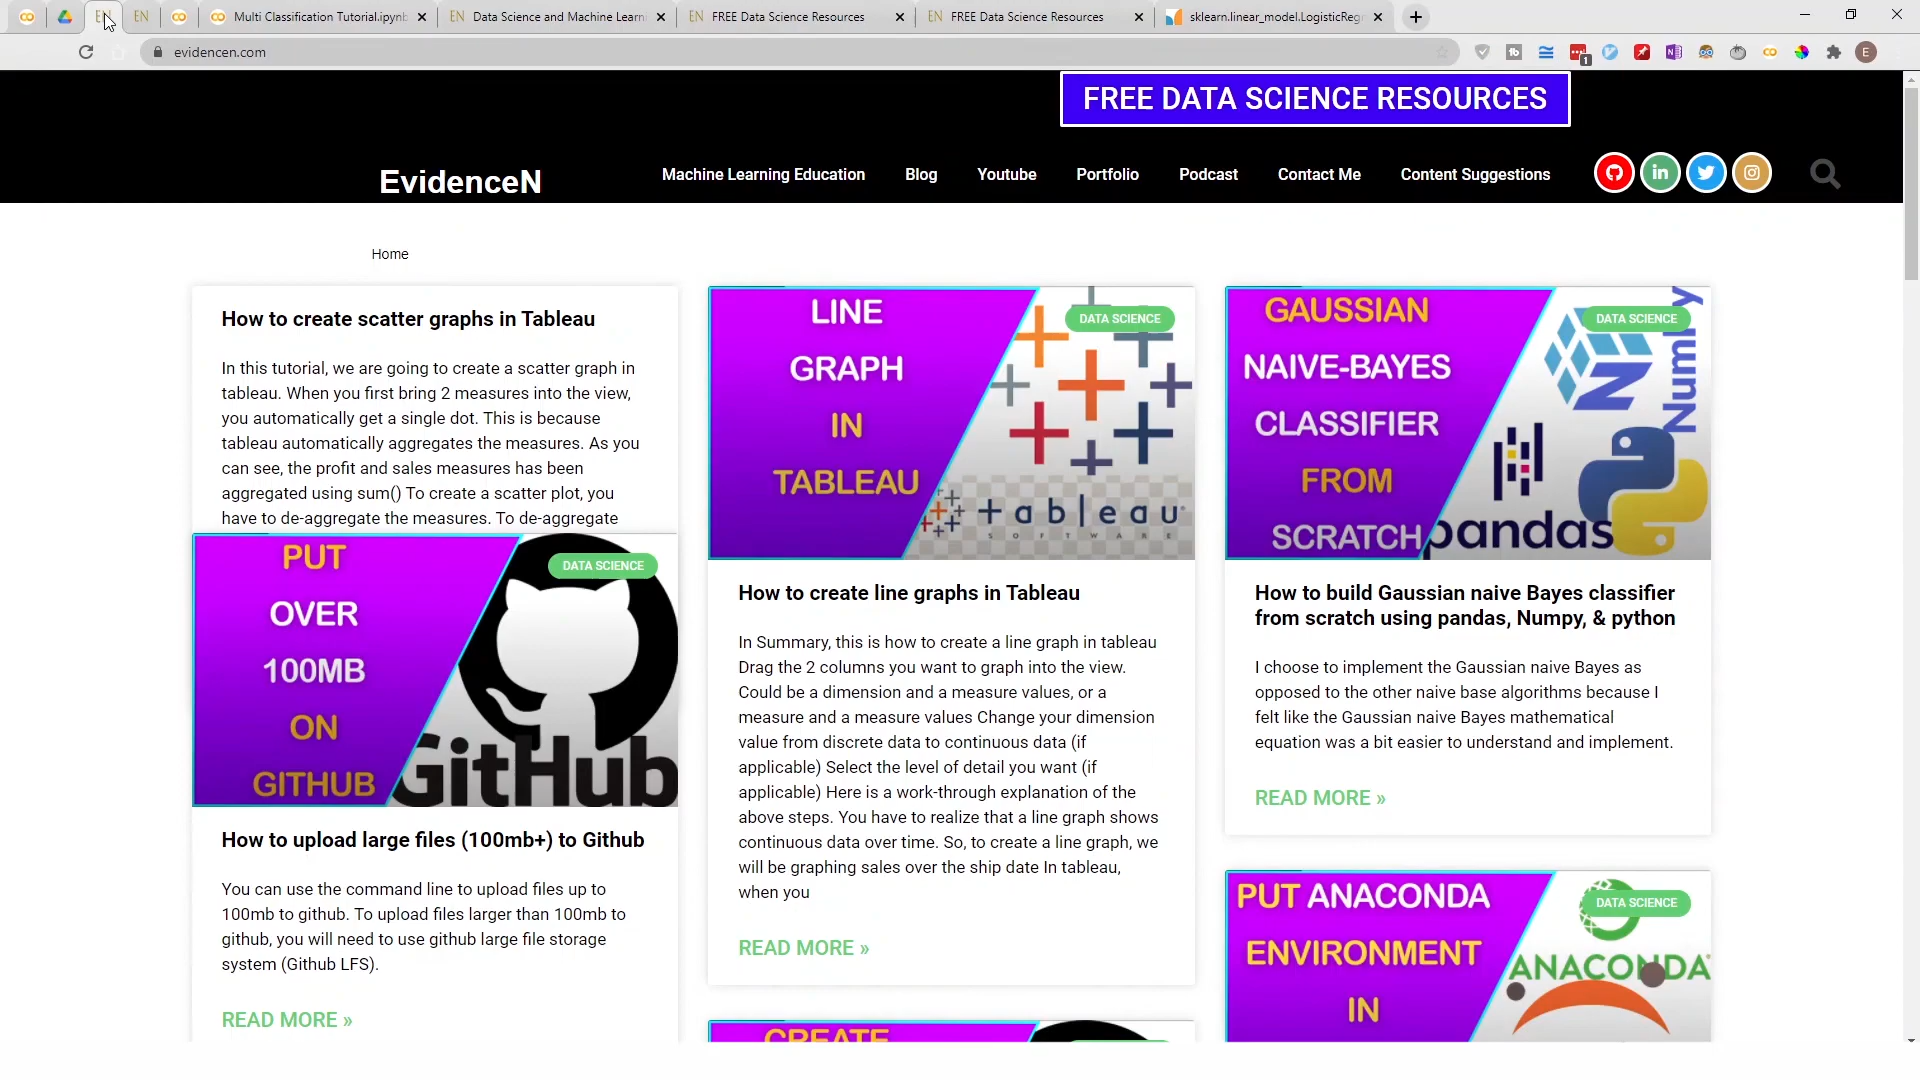 EN
EN
Multi Classification Tutorial.ipynb
EN Data Science and Machine Learn
EN FREE Data Science Resources
EN FREE Data Science Resources
sklearn.linear_model.LogisticReg
evidencen.com
1
E
FREE DATA SCIENCE RESOURCES
EvidenceN
Machine Learning Education
Blog
Youtube
Portfolio
Podcast
Contact Me
Content Suggestions
Home
How to create scatter graphs in Tableau
In this tutorial, we are going to create a scatter graph in
tableau. When you first bring 2 measures into the view,
you automatically get a single dot. This is because
tableau automatically aggregates the measures. As you
can see, the profit and sales measures has been
aggregated using sum() To create a scatter plot, you
have to de-aggregate the measures. To de-aggregate
PUT
OVER
100MB
ON
GITHUB
DATA SCIENCE
GitHub
How to upload large files (100mb+) to Github
You can use the command line to upload files up to
100mb to github. To upload files larger than 100mb to
github, you will need to use github large file storage
system (Github LFS).
READ MORE »
LINE
GRAPH
IN
TABLEAU
DATA SCIENCE
+ableau
SOFTWARE
How to create line graphs in Tableau
In Summary, this is how to create a line graph in tableau
Drag the 2 columns you want to graph into the view.
Could be a dimension and a measure values, or a
measure and a measure values Change your dimension
value from discrete data to continuous data (if
applicable) Select the level of detail you want (if
applicable) Here is a work-through explanation of the
above steps. You have to realize that a line graph shows
continuous data over time. So, to create a line graph, we
will be graphing sales over the ship date In tableau,
when you
READ MORE »
CREATE
GAUSSIAN
NAIVE-BAYES
CLASSIFIER
FROM
SCRATCH
DATA SCIENCE
NumPy
pandas
How to build Gaussian naive Bayes classifier
from scratch using pandas, Numpy, & python
I choose to implement the Gaussian naive Bayes as
opposed to the other naive base algorithms because I
felt like the Gaussian naive Bayes mathematical
equation was a bit easier to understand and implement.
READ MORE »
PUT ANACONDA
ENVIRONMENT
IN
DATA SCIENCE
ANACONDA